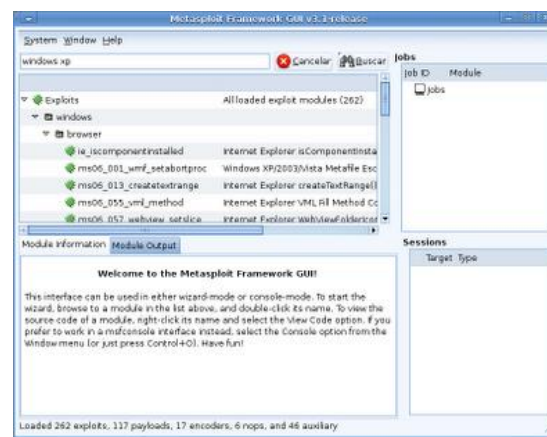 Metasploit Framework GUI v3.3-release
System Window Help
windows xp
Cancelar Buscar
Exploits All loaded exploit modules (262)
windows
browser
ie_iscomponentinstalled Internet Explorer isComponentInsta
ms06_001_wmf_setabortproc Windows XP/2003/Vista Metafile Esc
ms06_013_createtextrange Internet Explorer createTextRange()
ms06_055_vml_method Internet Explorer VML Fill Method Co
ms06_057_webview_setslice Internet Explorer WebViewFolderIcon
Module Information Module Output
Welcome to the Metasploit Framework GUI!
This interface can be used in either wizard-mode or console-mode. To start the
wizard, browse to a module in the list above, and double-click its name. To view the
source code of a module, right-click its name and select the View Code option. If you
prefer to work in a msfconsole interface instead, select the Console option from the
Window menu (or just press Control+O). Have fun!
Jobs
Job ID Module
Jobs
Sessions
Target Type
Loaded 262 exploits, 117 payloads, 17 encoders, 6 nops, and 46 auxiliary